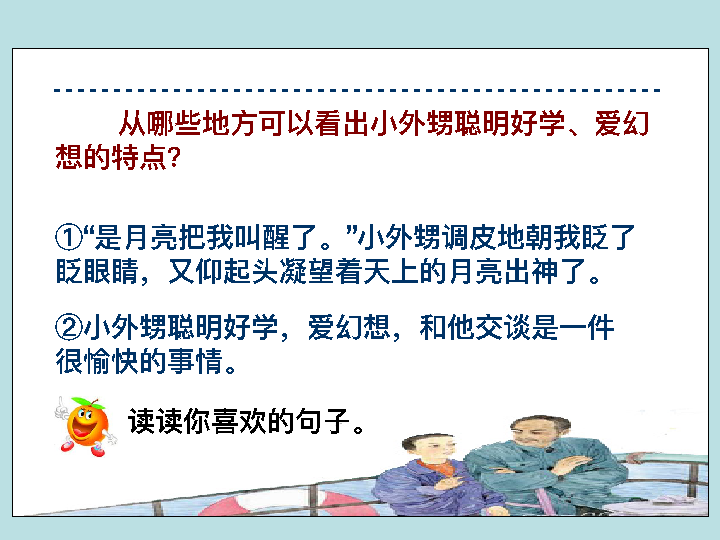 从哪些地方可以看出小外甥聪明好学、爱幻
想的特点？
①“是月亮把我叫醒了。”小外甥调皮地朝我眨了
眨眼睛，又仰起头凝望着天上的月亮出神了。
②小外甥聪明好学，爱幻想，和他交谈是一件
很愉快的事情。
读读你喜欢的句子。